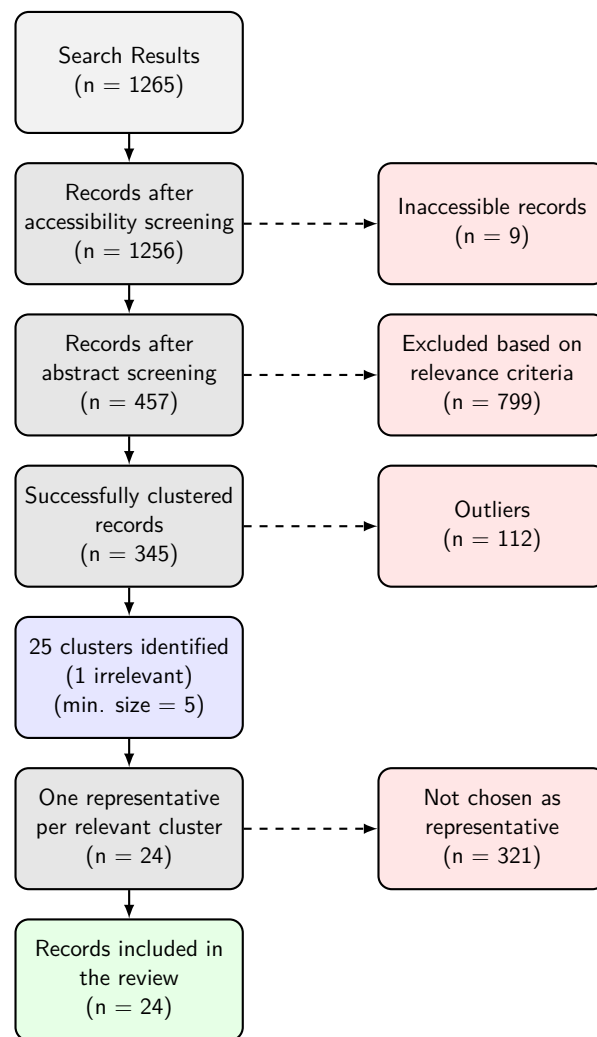 Search Results
(n = 1265)
Records after
accessibility screening
(n = 1256)
Inaccessible records
(n = 9)
Records after
abstract screening
(n = 457)
Excluded based on
relevance criteria
(n = 799)
Successfully clustered
records
(n = 345)
Outliers
(n = 112)
25 clusters identified
(1 irrelevant)
(min. size = 5)
One representative
per relevant cluster
(n = 24)
Not chosen as
representative
(n = 321)
Records included in
the review
(n = 24)